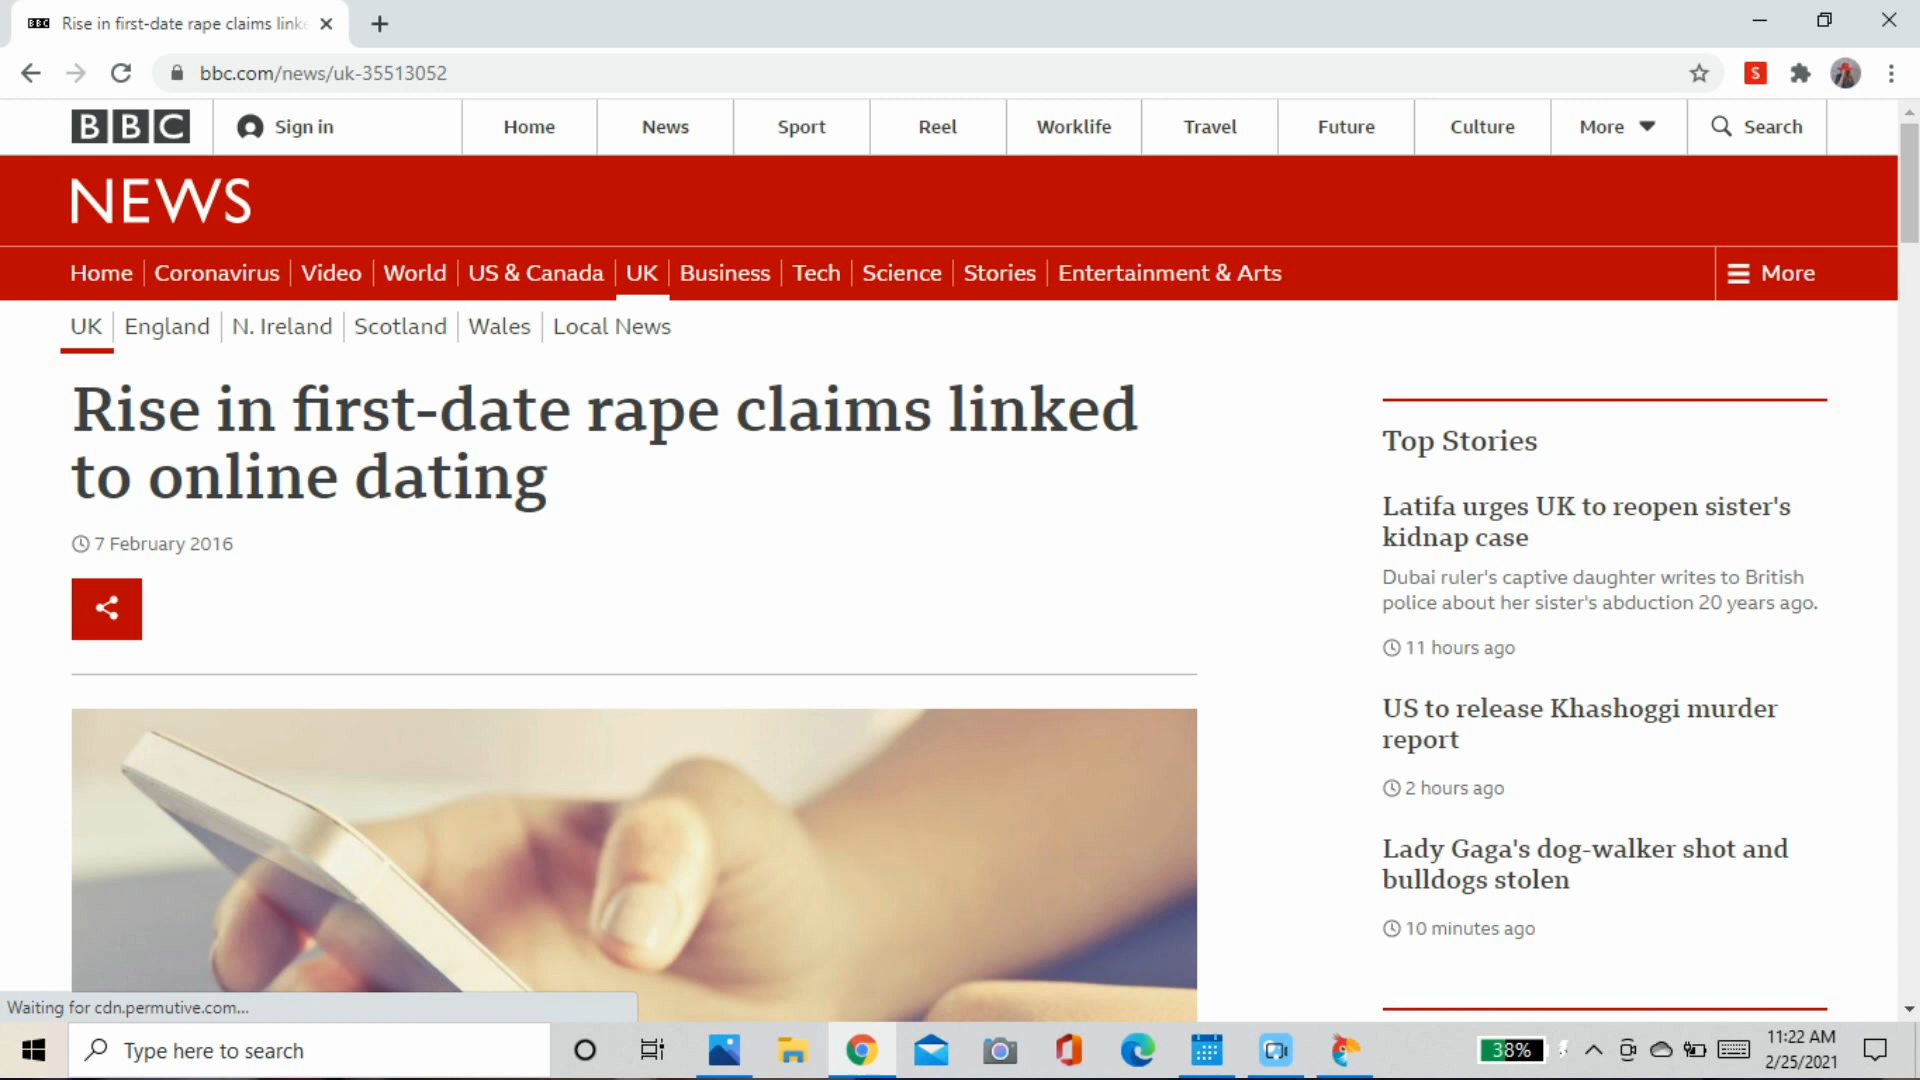 BBC Rise in first-date rape claims link
bbc.com/news/uk-35513052
S
BBC Sign in Home News Sport Reel Worklife Travel Future Culture More Search
NEWS
Home Coronavirus Video World US & Canada UK Business Tech Science Stories Entertainment & Arts More
UK England N. Ireland Scotland Wales Local News
Rise in first-date rape claims linked
to online dating
7 February 2016
Top Stories
Latifa urges UK to reopen sister's
kidnap case
Dubai ruler's captive daughter writes to British
police about her sister's abduction 20 years ago.
11 hours ago
US to release Khashoggi murder
report
2 hours ago
Lady Gaga's dog-walker shot and
bulldogs stolen
10 minutes ago
Waiting for cdn.permutive.com...
Type here to search
38%
11:22 AM
2/25/2021